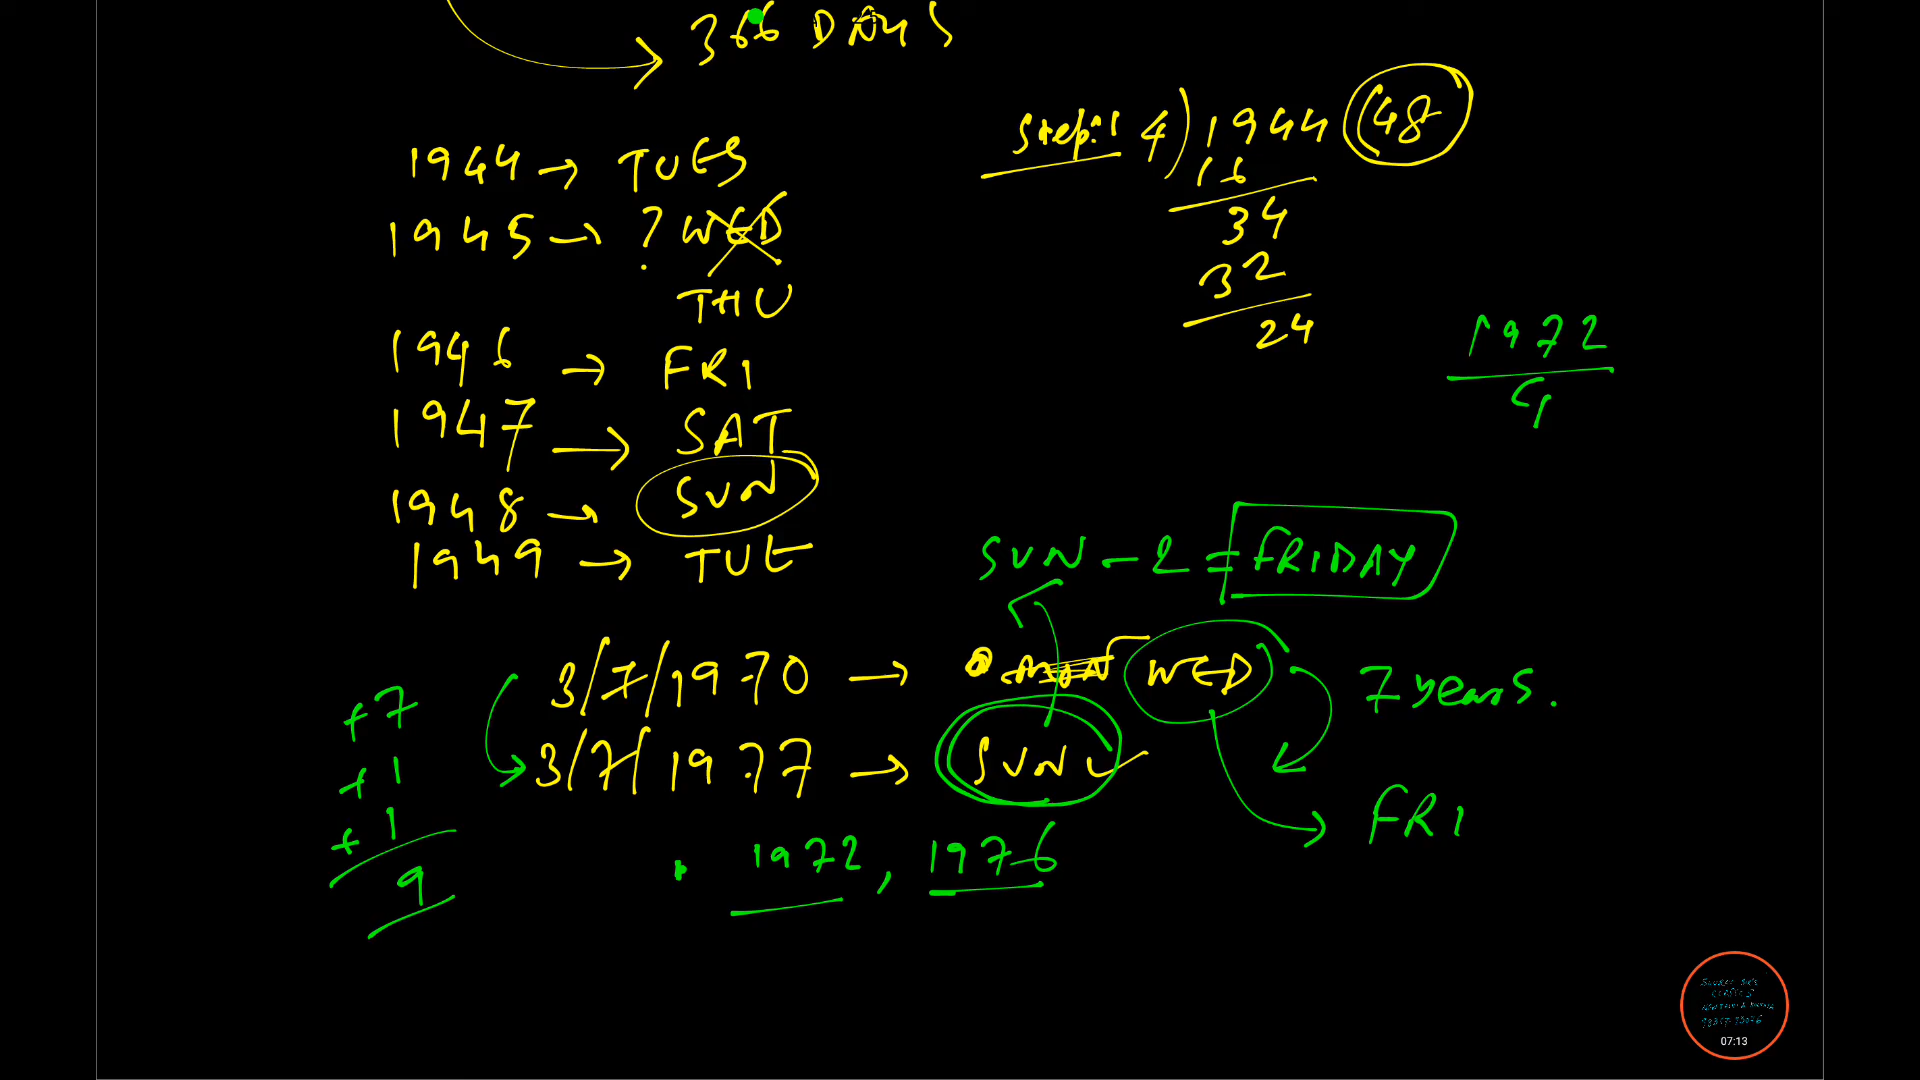 366 DAYS
Step:1 4)1944(48
16
34
32
24
1944 → TUES
1945 → ? WED
THU
1946 → FRI
1947 → SAT
1948 → SUN
1949 → TUE
1972
4
SUN - 2 = FRIDAY
3/7/1970 → WED
7 years.
3/7/1977 → SUN
FRI
+7
+1
+1
9
1972, 1976
07:13